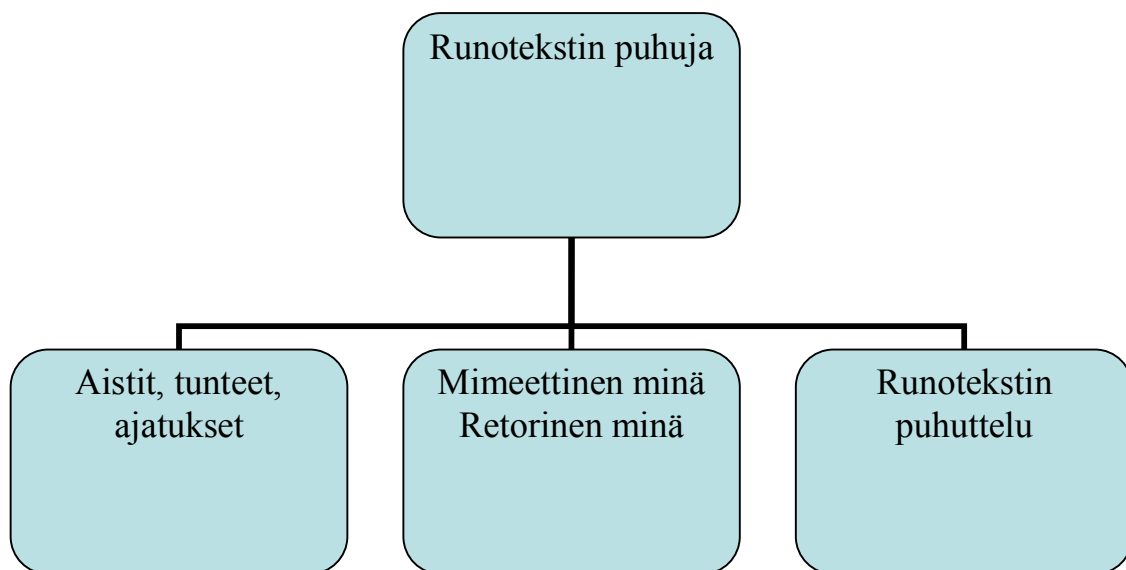 Runotekstin puhuja
Aistit, tunteet,
ajatukset
Mimeettinen minä
Retorinen minä
Runotekstin
puhuttelu